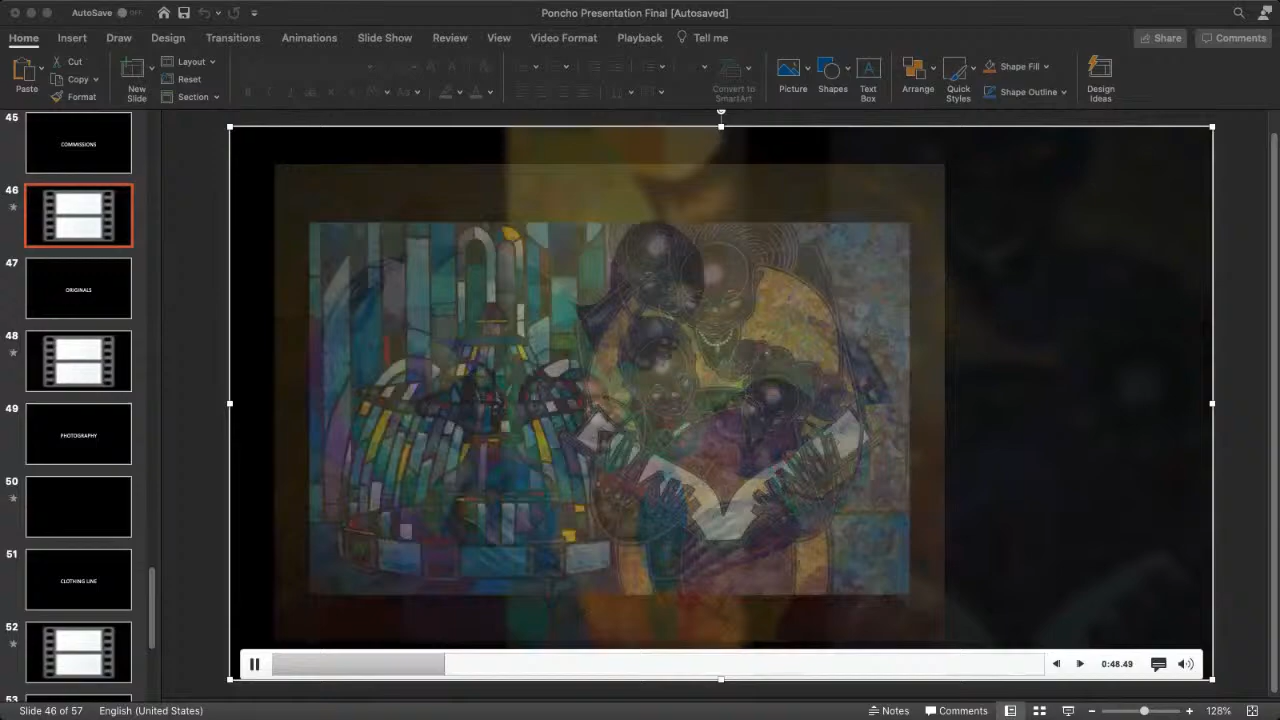 AutoSave OFF
Poncho Presentation Final [Autosaved]
Home Insert Draw Design Transitions Animations Slide Show Review View Video Format Playback Tell me Share Comments
Paste Cut Copy Format
New Slide Layout Reset Section
Convert to SmartArt
Picture Shapes Text Box
Arrange Quick Styles Shape Fill Shape Outline
Design Ideas
45
COMMISSIONS
46
47
ORIGINALS
48
49
PHOTOGRAPHY
50
51
CLOTHING LINE
52
53
0:48.49
Slide 46 of 57 English (United States) Notes Comments 128%